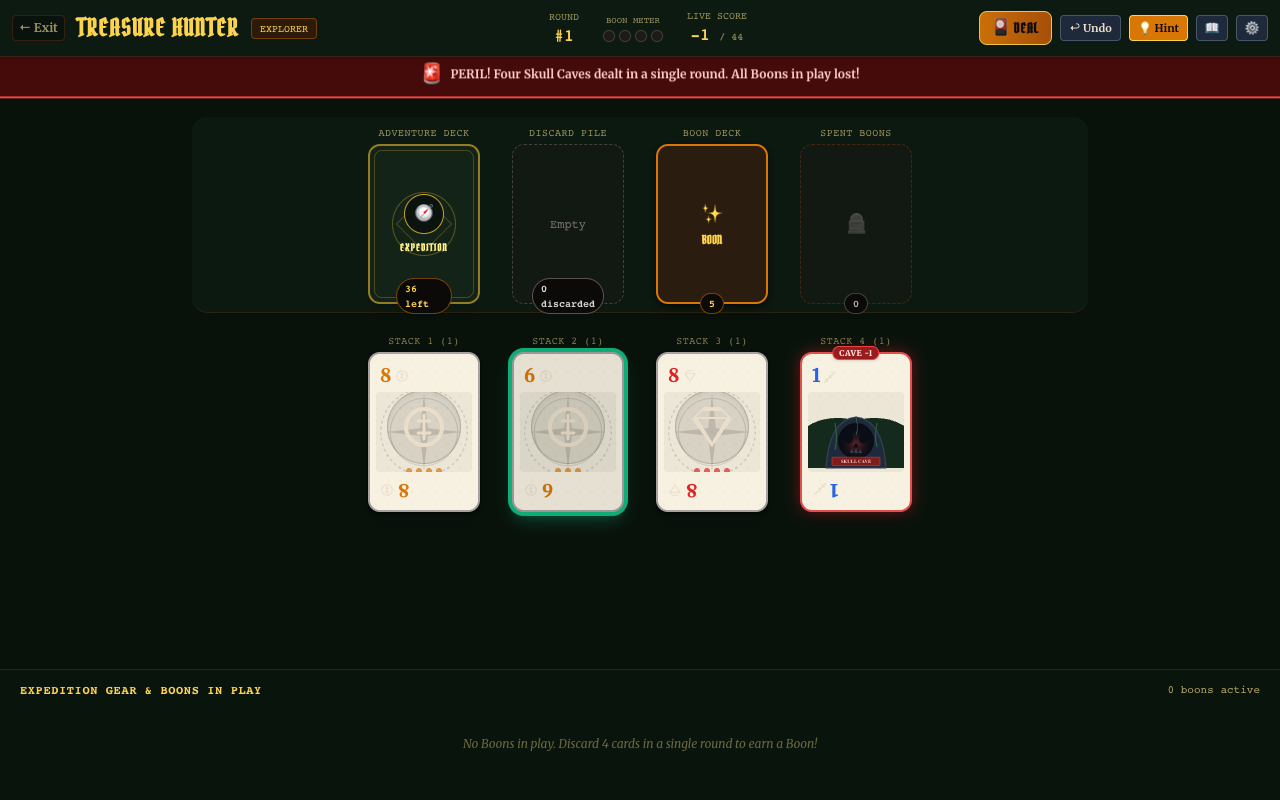 ← Exit
TREASURE HUNTER
EXPLORER
ROUND
#1
BOON METER
LIVE SCORE
-1 / 44
DEAL
↩ Undo
Hint
PERIL! Four Skull Caves dealt in a single round. All Boons in play lost!
ADVENTURE DECK
DISCARD PILE
BOON DECK
SPENT BOONS
EXPEDITION
Empty
BOON
36 left
0 discarded
5
0
STACK 1 (1)
STACK 2 (1)
STACK 3 (1)
STACK 4 (1)
CAVE -1
8
6
8
1
SKULL CAVE
8
6
8
1
EXPEDITION GEAR & BOONS IN PLAY
0 boons active
No Boons in play. Discard 4 cards in a single round to earn a Boon!